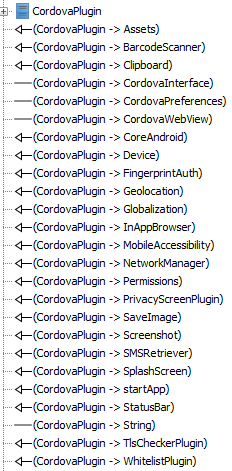 CordovaPlugin
(CordovaPlugin -> Assets)
(CordovaPlugin -> BarcodeScanner)
(CordovaPlugin -> Clipboard)
(CordovaPlugin -> CordovaInterface)
(CordovaPlugin -> CordovaPreferences)
(CordovaPlugin -> CordovaWebView)
(CordovaPlugin -> CoreAndroid)
(CordovaPlugin -> Device)
(CordovaPlugin -> FingerprintAuth)
(CordovaPlugin -> Geolocation)
(CordovaPlugin -> Globalization)
(CordovaPlugin -> InAppBrowser)
(CordovaPlugin -> MobileAccessibility)
(CordovaPlugin -> NetworkManager)
(CordovaPlugin -> Permissions)
(CordovaPlugin -> PrivacyScreenPlugin)
(CordovaPlugin -> SaveImage)
(CordovaPlugin -> Screenshot)
(CordovaPlugin -> SMSRetriever)
(CordovaPlugin -> SplashScreen)
(CordovaPlugin -> startApp)
(CordovaPlugin -> StatusBar)
(CordovaPlugin -> String)
(CordovaPlugin -> TlsCheckerPlugin)
(CordovaPlugin -> WhitelistPlugin)